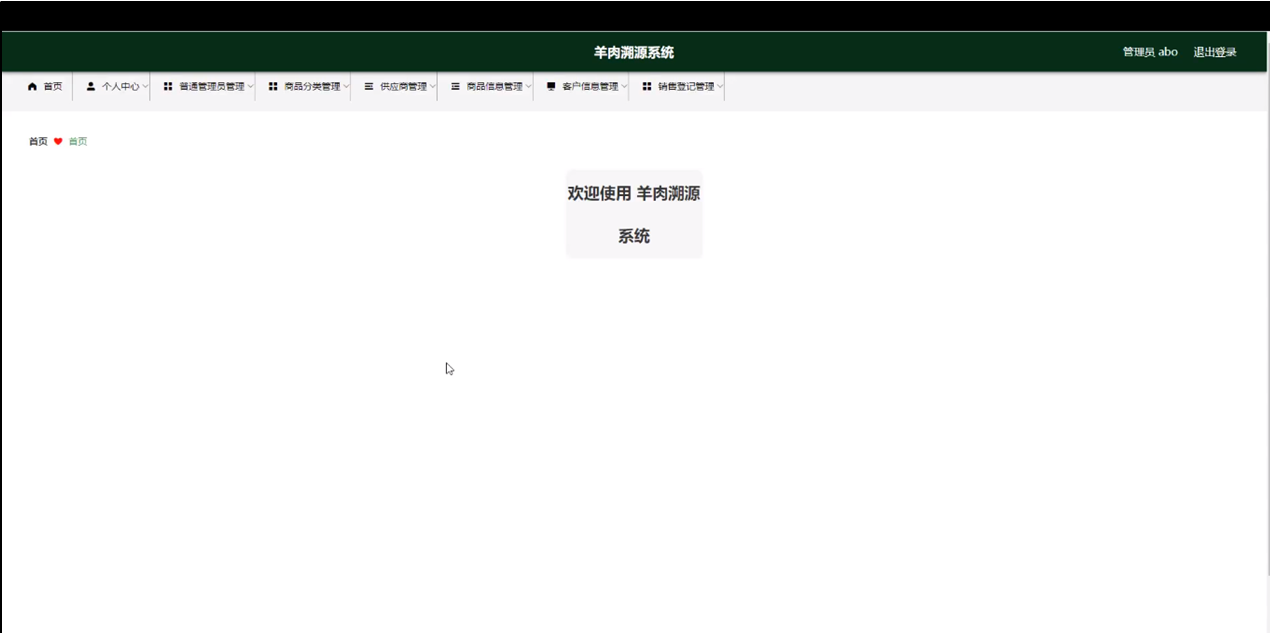 羊肉溯源系统
管理员 abo 退出登录
首页 个人中心 普通管理员管理 商品分类管理 供应商管理 商品信息管理 客户信息管理 销售登记管理
首页 首页
欢迎使用 羊肉溯源
系统